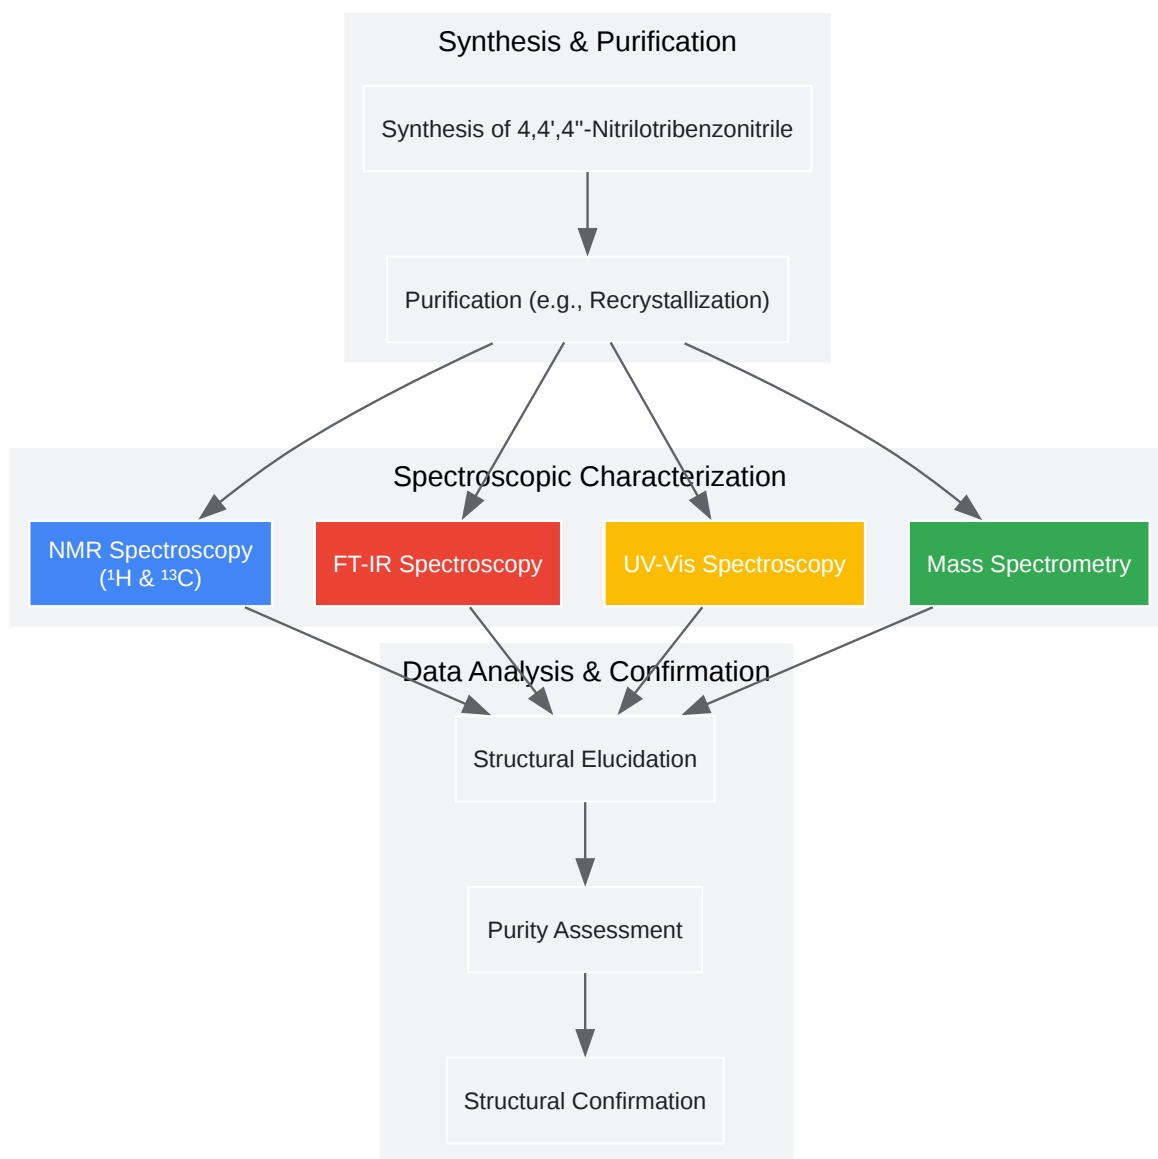 Synthesis & Purification
Synthesis of 4,4',4''-Nitrilotribenzonitrile
Purification (e.g., Recrystallization)
Spectroscopic Characterization
NMR Spectroscopy
(¹H & ¹³C)
FT-IR Spectroscopy
UV-Vis Spectroscopy
Mass Spectrometry
Data Analysis & Confirmation
Structural Elucidation
Purity Assessment
Structural Confirmation